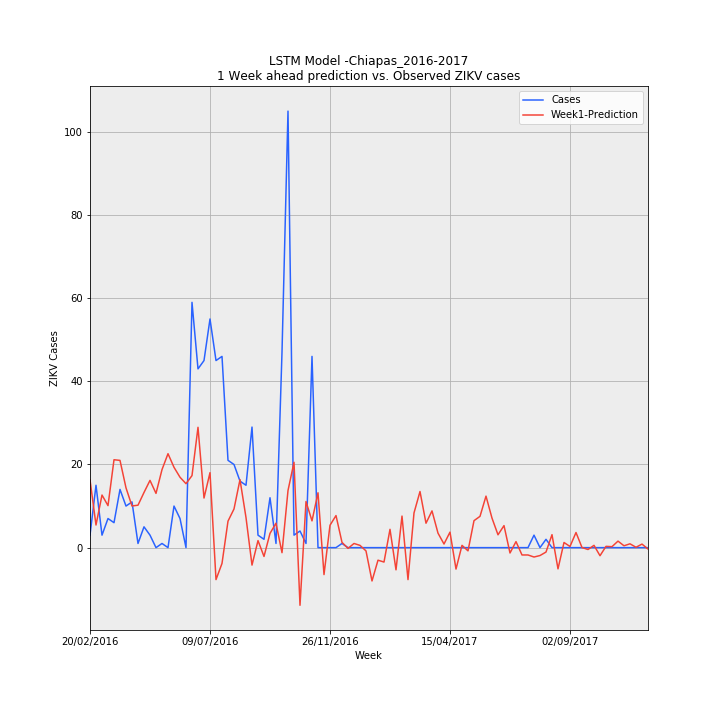 LSTM Model -Chiapas_2016-2017
1 Week ahead prediction vs. Observed ZIKV cases
Cases
Week1-Prediction
ZIKV Cases
100
80
60
40
20
0
20/02/2016 09/07/2016 26/11/2016 15/04/2017 02/09/2017
Week